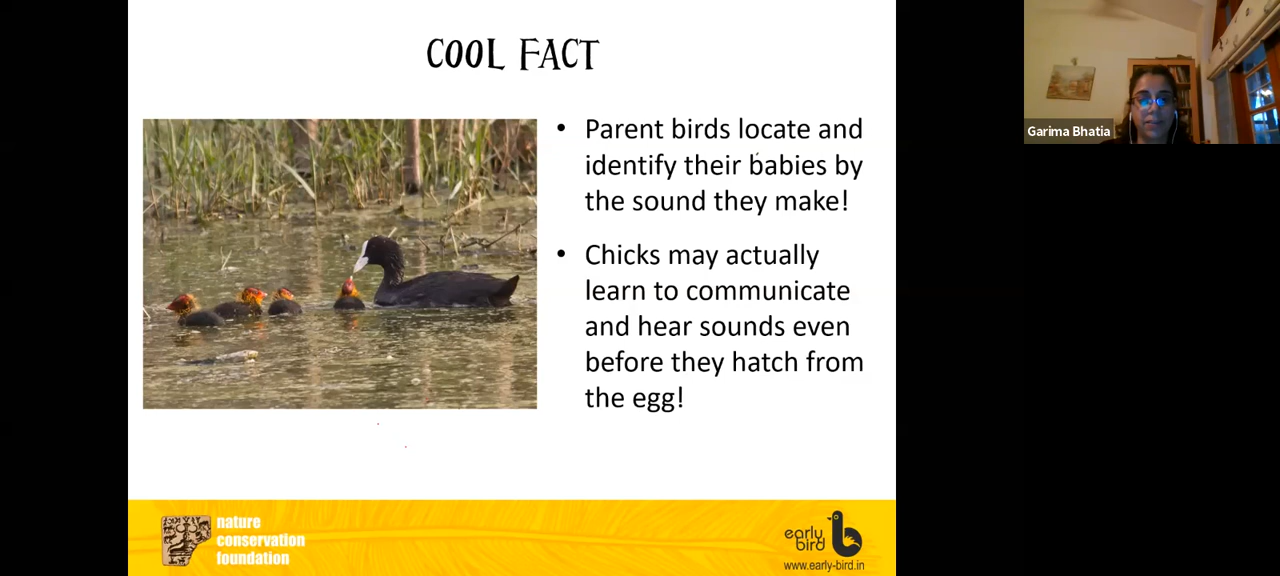 COOL FACT
• Parent birds locate and
identify their babies by
the sound they make!
• Chicks may actually
learn to communicate
and hear sounds even
before they hatch from
the egg!
Garima Bhatia
nature
conservation
foundation
early
bird
www.early-bird.in